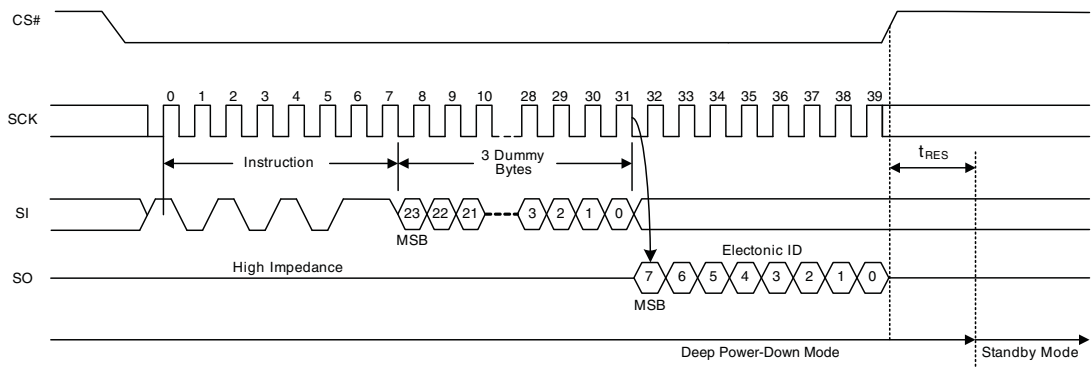 CS#
0 1 2 3 4 5 6 7 8 9 10 28 29 30 31 32 33 34 35 36 37 38 39
SCK
Instruction
3 Dummy
Bytes
tRES
SI
23 22 21 3 2 1 0
MSB
High Impedance
Electonic ID
SO
7 6 5 4 3 2 1 0
MSB
Deep Power-Down Mode
Standby Mode